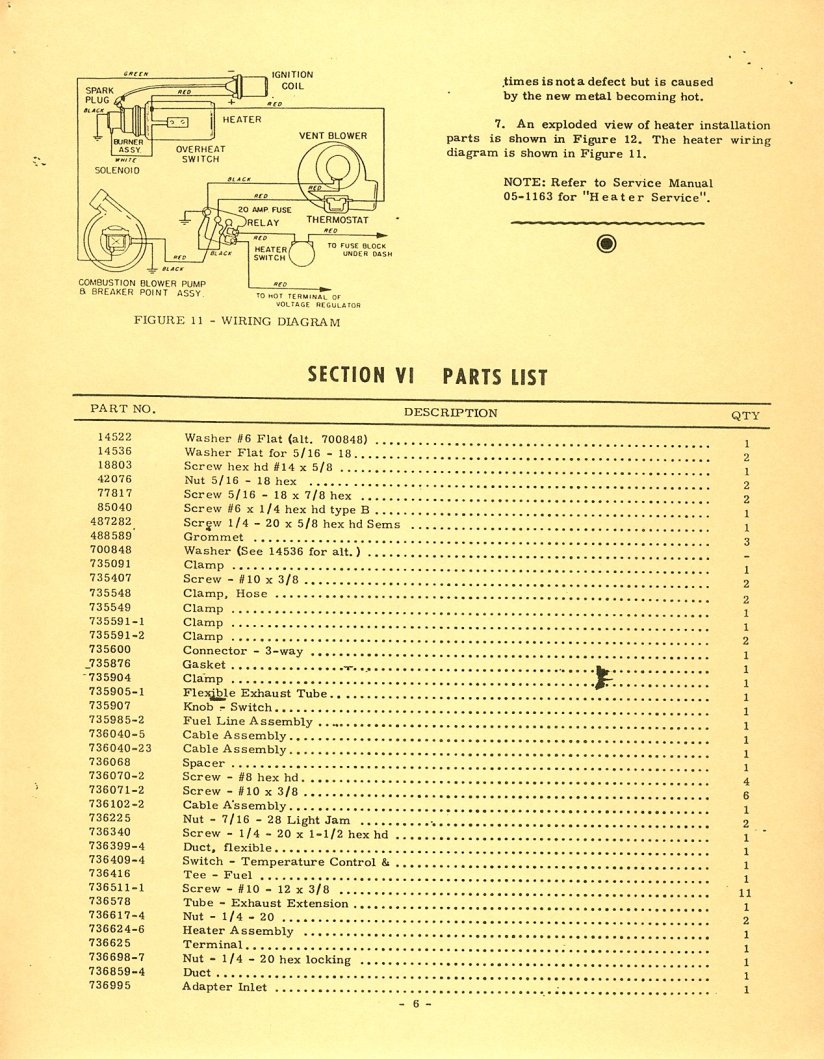 GREEN
IGNITION
COIL
SPARK
PLUG
RED
RED
BLACK
HEATER
BURNER
ASSY.
WHITE
OVERHEAT
SWITCH
SOLENOID
VENT BLOWER
BLACK
RED
RED
20 AMP FUSE
RELAY
THERMOSTAT
RED
RED
BLACK
HEATER
SWITCH
TO FUSE BLOCK
UNDER DASH
RED
BLACK
COMBUSTION BLOWER PUMP
& BREAKER POINT ASSY.
RED
TO HOT TERMINAL OF
VOLTAGE REGULATOR
FIGURE 11 - WIRING DIAGRAM
times is not a defect but is caused
by the new metal becoming hot.
7. An exploded view of heater installation
parts is shown in Figure 12. The heater wiring
diagram is shown in Figure 11.
NOTE: Refer to Service Manual
05-1163 for "Heater Service".
SECTION VI PARTS LIST
PART NO. DESCRIPTION QTY
14522 Washer #6 Flat (alt. 700848) 1
14536 Washer Flat for 5/16 - 18 2
18803 Screw hex hd #14 x 5/8 1
42076 Nut 5/16 - 18 hex 2
77817 Screw 5/16 - 18 x 7/8 hex 2
85040 Screw #6 x 1/4 hex hd type B 1
487282 Screw 1/4 - 20 x 5/8 hex hd Sems 1
488589 Grommet 3
700848 Washer (See 14536 for alt.) -
735091 Clamp 1
735407 Screw - #10 x 3/8 2
735548 Clamp, Hose 2
735549 Clamp 1
735591-1 Clamp 1
735591-2 Clamp 2
735600 Connector - 3-way 1
735876 Gasket 1
735904 Clamp 1
735905-1 Flexible Exhaust Tube 1
735907 Knob - Switch 1
735985-2 Fuel Line Assembly 1
736040-5 Cable Assembly 1
736040-23 Cable Assembly 1
736068 Spacer 1
736070-2 Screw - #8 hex hd 4
736071-2 Screw - #10 x 3/8 6
736102-2 Cable Assembly 1
736225 Nut - 7/16 - 28 Light Jam 2
736340 Screw - 1/4 - 20 x 1-1/2 hex hd 1
736399-4 Duct, flexible 1
736409-4 Switch - Temperature Control & 1
736416 Tee - Fuel 1
736511-1 Screw - #10 - 12 x 3/8 11
736578 Tube - Exhaust Extension 1
736617-4 Nut - 1/4 - 20 2
736624-6 Heater Assembly 1
736625 Terminal 1
736698-7 Nut - 1/4 - 20 hex locking 1
736859-4 Duct 1
736995 Adapter Inlet 1
- 6 -